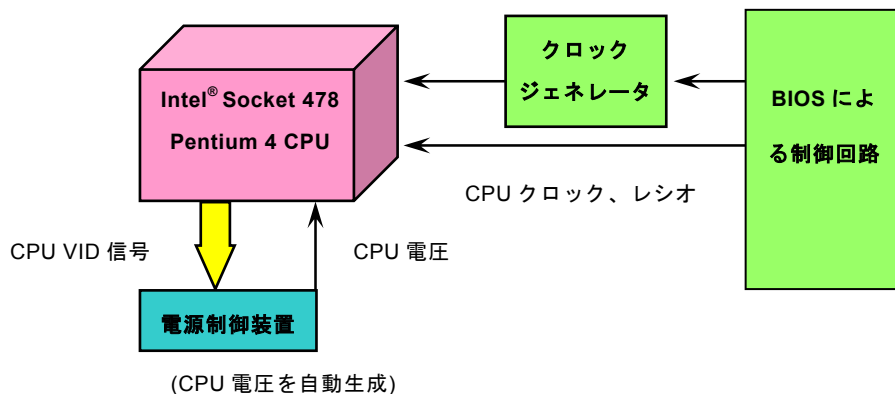 Intel® Socket 478
Pentium 4 CPU
クロック
ジェネレータ
BIOS によ
る制御回路
CPU クロック、レシオ
CPU VID 信号
CPU 電圧
電源制御装置
(CPU 電圧を自動生成)